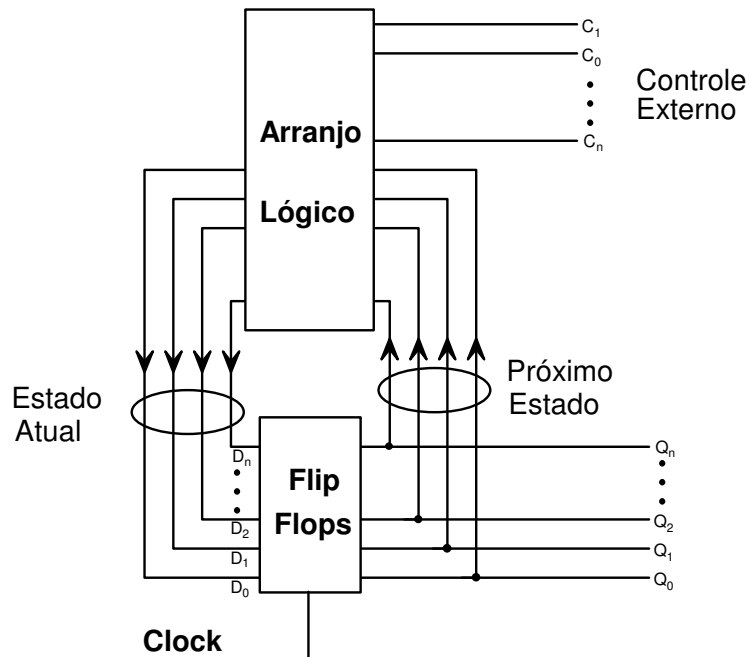 C1
C0
Controle
Externo
Cn
Arranjo
Lógico
Estado
Atual
Próximo
Estado
Dn
D2
D1
D0
Flip
Flops
Qn
Q2
Q1
Q0
Clock